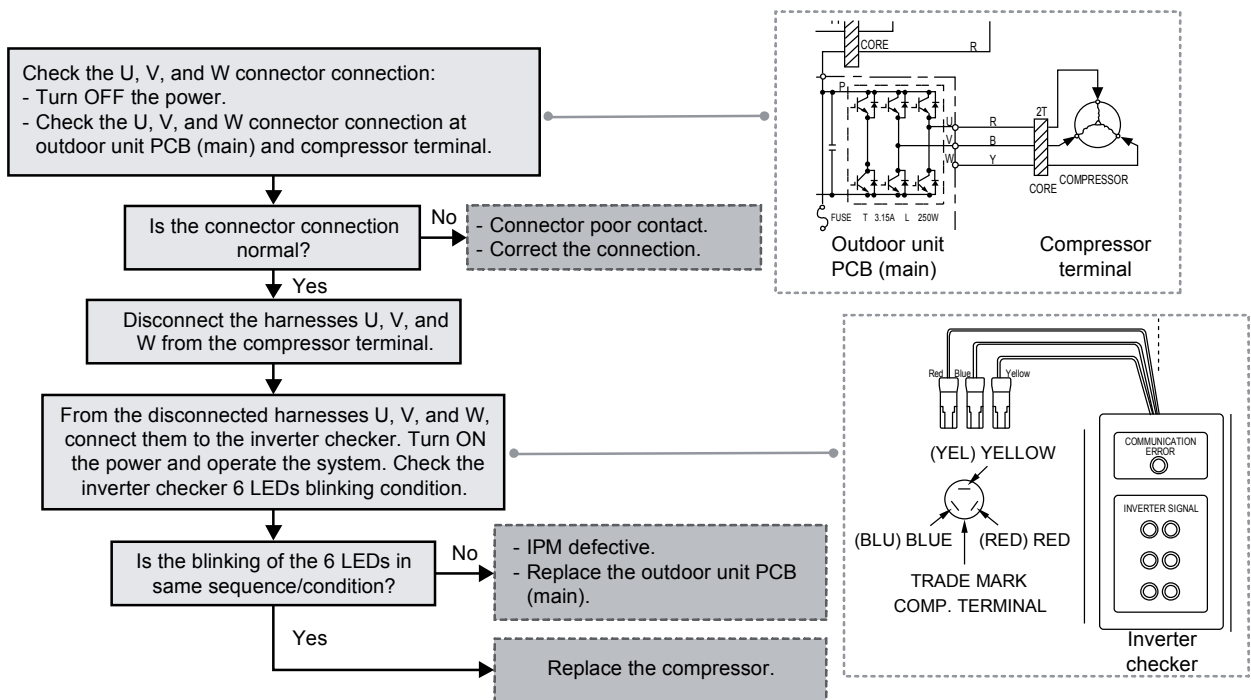 Check the U, V, and W connector connection:
- Turn OFF the power.
- Check the U, V, and W connector connection at
outdoor unit PCB (main) and compressor terminal.
Is the connector connection
normal?
No
- Connector poor contact.
- Correct the connection.
Yes
Disconnect the harnesses U, V, and
W from the compressor terminal.
From the disconnected harnesses U, V, and W,
connect them to the inverter checker. Turn ON
the power and operate the system. Check the
inverter checker 6 LEDs blinking condition.
Is the blinking of the 6 LEDs in
same sequence/condition?
No
- IPM defective.
- Replace the outdoor unit PCB
(main).
Yes
Replace the compressor.
CORE
R
P
U
R
2T
V
B
W
Y
CORE
COMPRESSOR
FUSE T 3.15A L 250W
Outdoor unit
PCB (main)
Compressor
terminal
Red
Blue
Yellow
(YEL) YELLOW
(BLU) BLUE
(RED) RED
TRADE MARK
COMP. TERMINAL
COMMUNICATION
ERROR
INVERTER SIGNAL
Inverter
checker